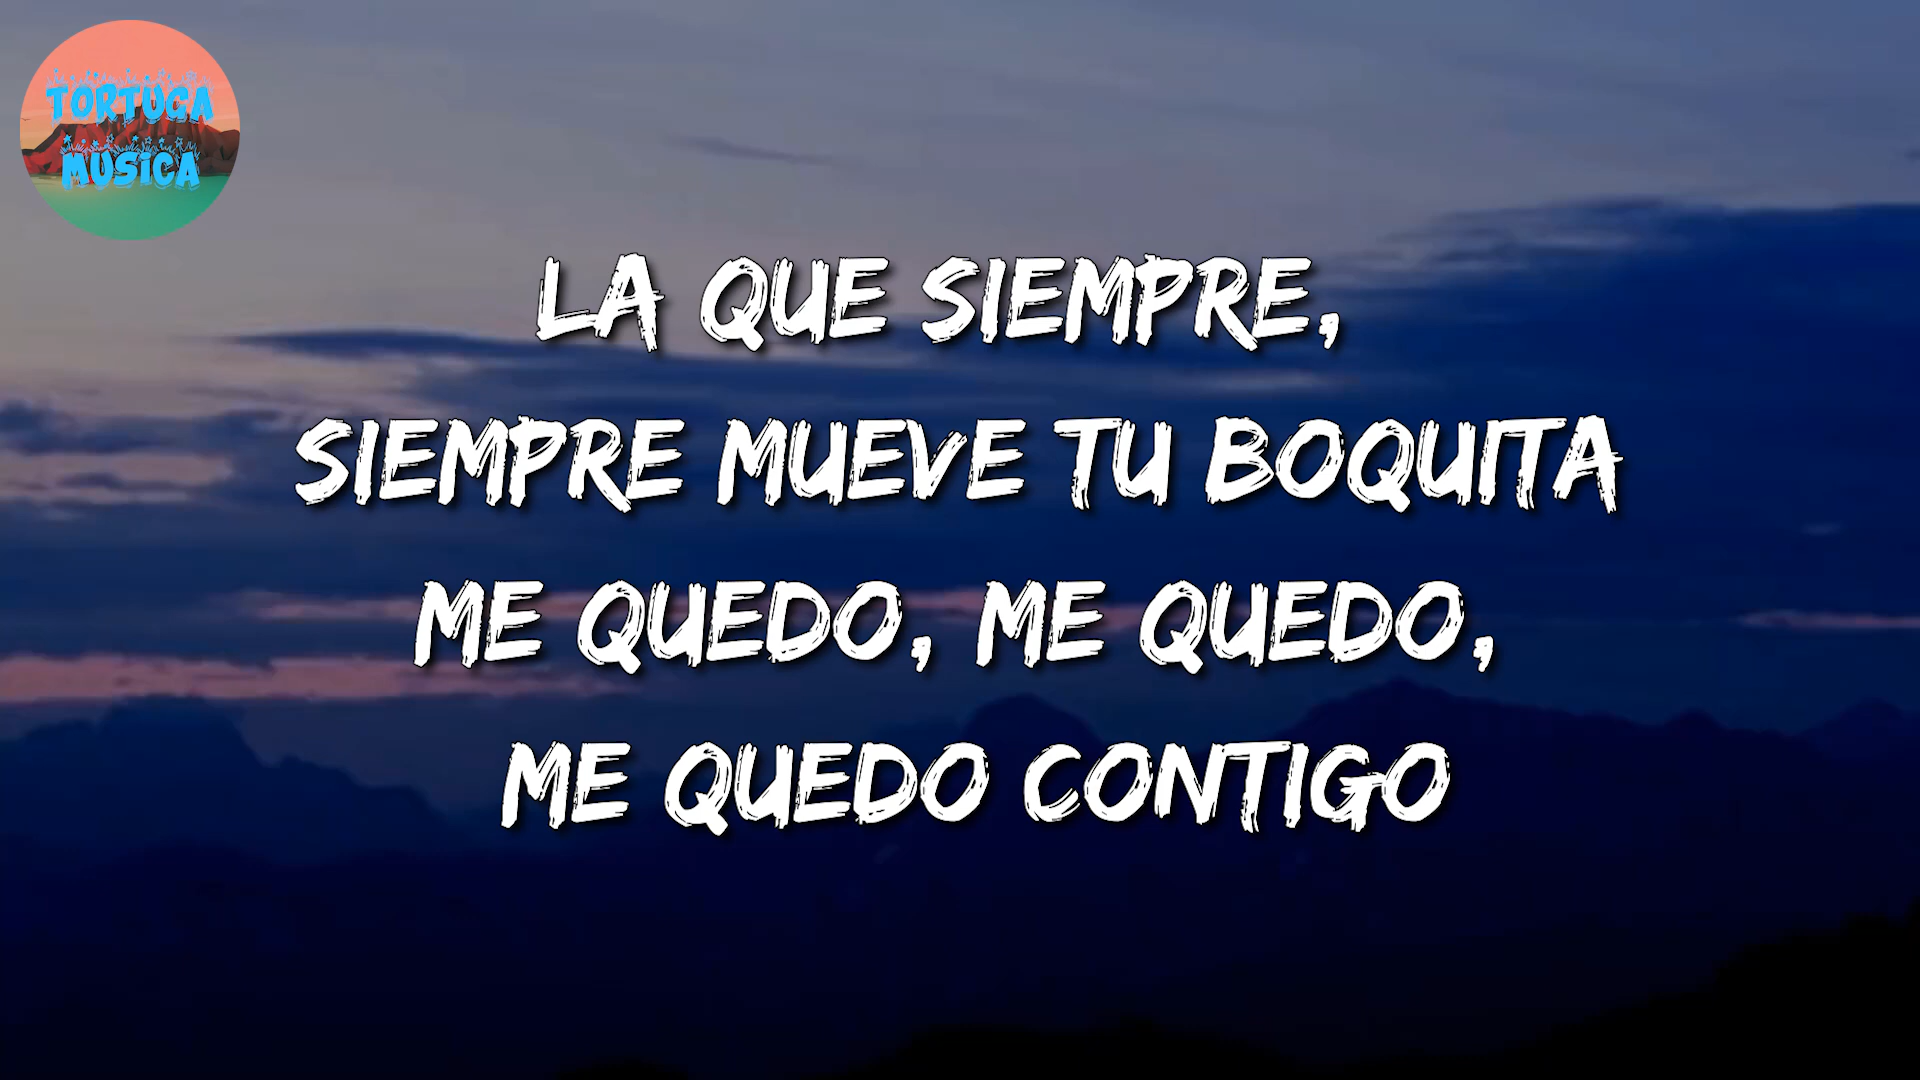 TORTUGA
MUSICA
LA QUE SIEMPRE,
SIEMPRE MUEVE TU BOQUITA
ME QUEDO, ME QUEDO,
ME QUEDO CONTIGO